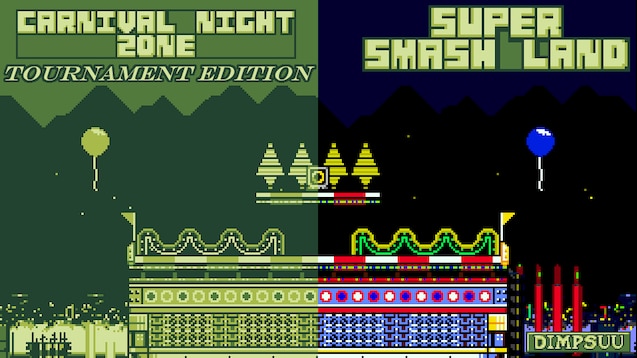 CARNIVAL NIGHT
ZONE
TOURNAMENT EDITION
SUPER
SMASH LAND
DIMPSUU